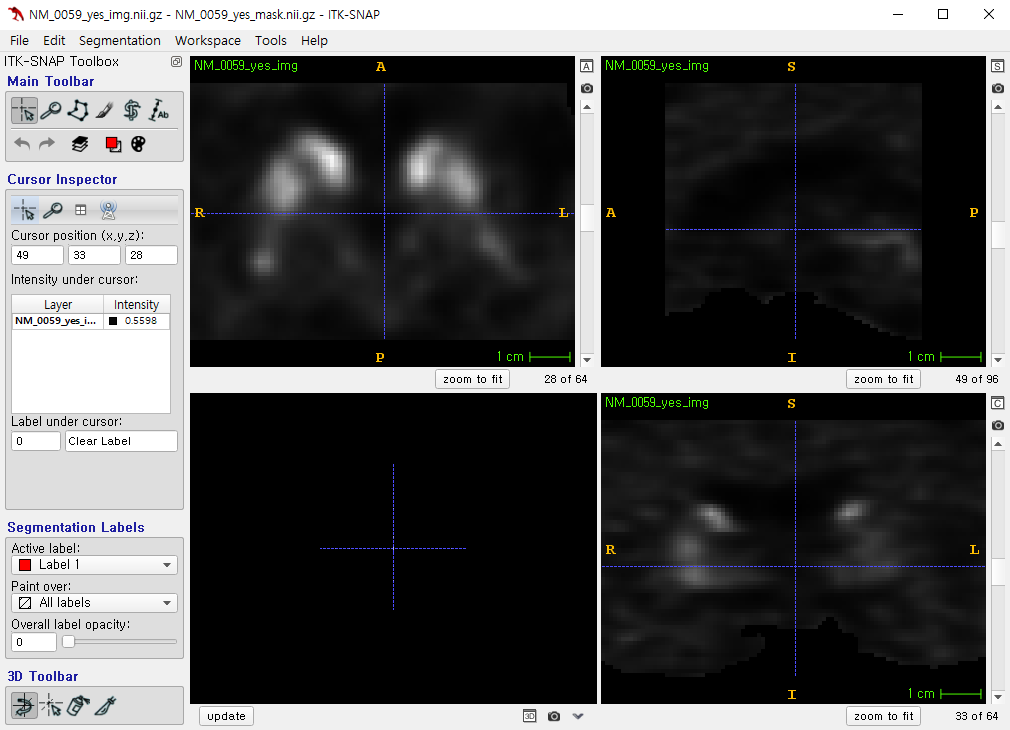 NM_0059_yes_img.nii.gz - NM_0059_yes_mask.nii.gz - ITK-SNAP
File Edit Segmentation Workspace Tools Help
ITK-SNAP Toolbox
Main Toolbar
Ab
Cursor Inspector
Cursor position (x,y,z):
49 33 28
Intensity under cursor:
Layer Intensity
NM_0059_yes_i... 0.5598
Label under cursor:
0 Clear Label
Segmentation Labels
Active label:
Label 1
Paint over:
All labels
Overall label opacity:
0
3D Toolbar
NM_0059_yes_img
A
R
L
P
1 cm
A
zoom to fit 28 of 64
NM_0059_yes_img
S
A
P
I
1 cm
S
zoom to fit 49 of 96
update 3D
NM_0059_yes_img
S
R
L
I
1 cm
C
zoom to fit 33 of 64